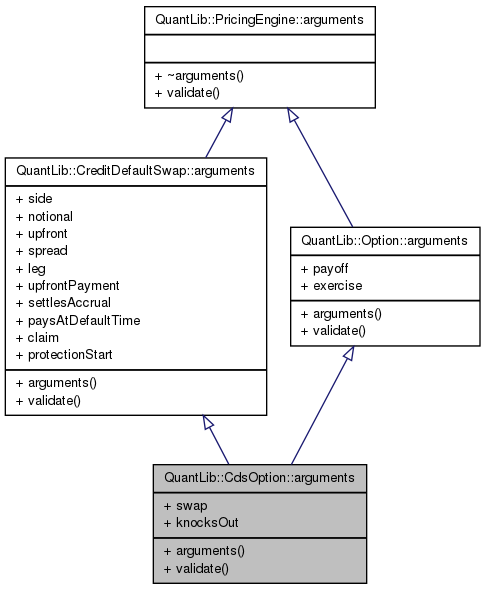 QuantLib::PricingEngine::arguments
+ ~arguments()
+ validate()
QuantLib::CreditDefaultSwap::arguments
+ side
+ notional
+ upfront
+ spread
+ leg
+ upfrontPayment
+ settlesAccrual
+ paysAtDefaultTime
+ claim
+ protectionStart
+ arguments()
+ validate()
QuantLib::Option::arguments
+ payoff
+ exercise
+ arguments()
+ validate()
QuantLib::CdsOption::arguments
+ swap
+ knocksOut
+ arguments()
+ validate()